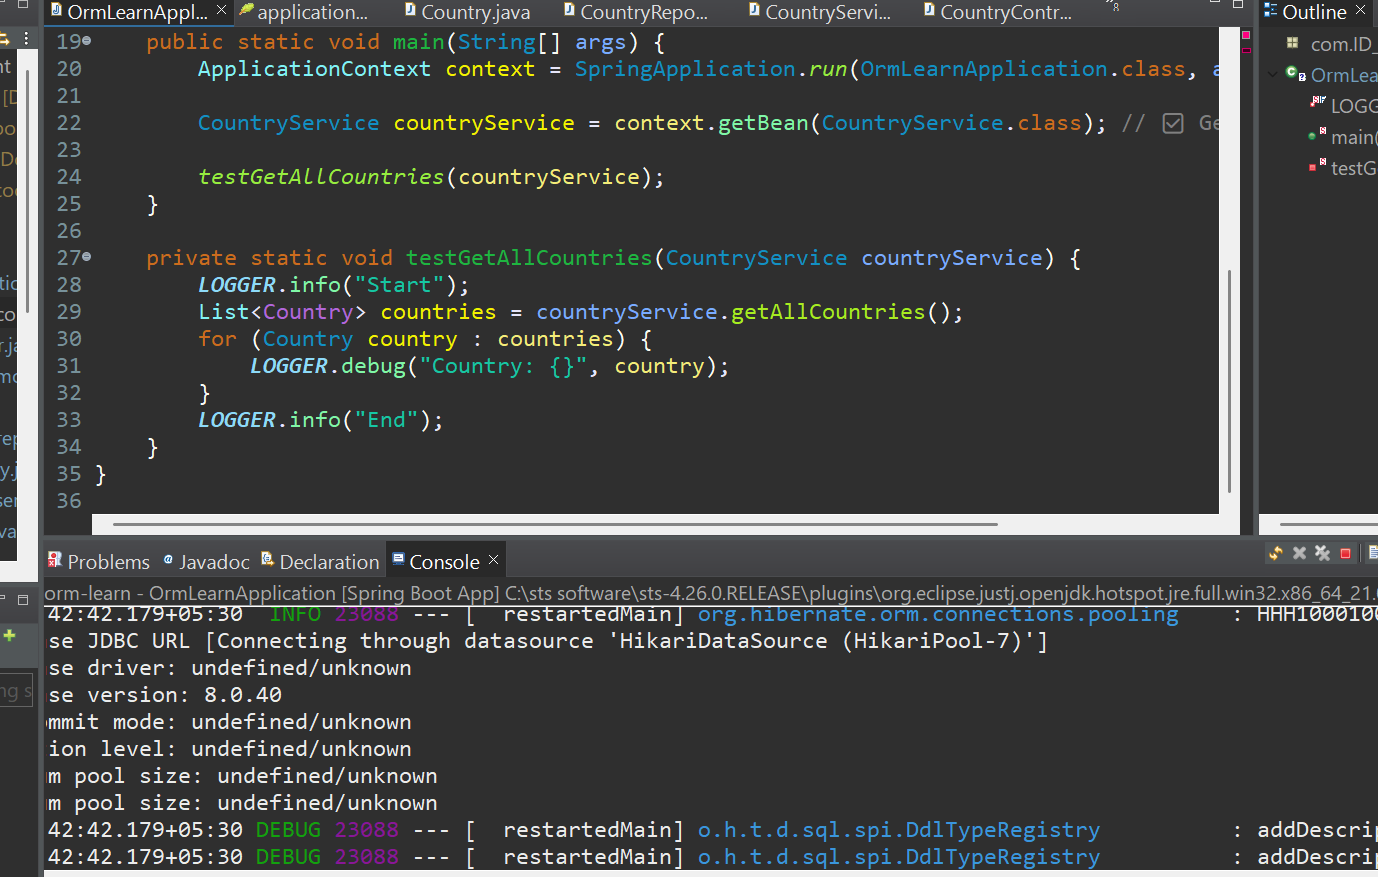 OrmLearnAppl...
application...
Country.java
CountryRepo...
CountryServi...
CountryContr...
8
Outline
19 public static void main(String[] args) {
20 ApplicationContext context = SpringApplication.run(OrmLearnApplication.class, a
21
22 CountryService countryService = context.getBean(CountryService.class); // ☑ Ge
23
24 testGetAllCountries(countryService);
25 }
26
27 private static void testGetAllCountries(CountryService countryService) {
28 LOGGER.info("Start");
29 List<Country> countries = countryService.getAllCountries();
30 for (Country country : countries) {
31 LOGGER.debug("Country: {}", country);
32 }
33 LOGGER.info("End");
34 }
35 }
36
com.ID_
OrmLea
LOGG
main(
testG
Problems
Javadoc
Declaration
Console
orm-learn - OrmLearnApplication [Spring Boot App] C:\sts software\sts-4.26.0.RELEASE\plugins\org.eclipse.justj.openjdk.hotspot.jre.full.win32.x86_64_21.
42:42.179+05:30 INFO 23088 --- [ restartedMain] org.hibernate.orm.connections.pooling : HHH1000100
se JDBC URL [Connecting through datasource 'HikariDataSource (HikariPool-7)']
se driver: undefined/unknown
se version: 8.0.40
ommit mode: undefined/unknown
ion level: undefined/unknown
m pool size: undefined/unknown
m pool size: undefined/unknown
42:42.179+05:30 DEBUG 23088 --- [ restartedMain] o.h.t.d.sql.spi.DdlTypeRegistry : addDescrip
42:42.179+05:30 DEBUG 23088 --- [ restartedMain] o.h.t.d.sql.spi.DdlTypeRegistry : addDescrip